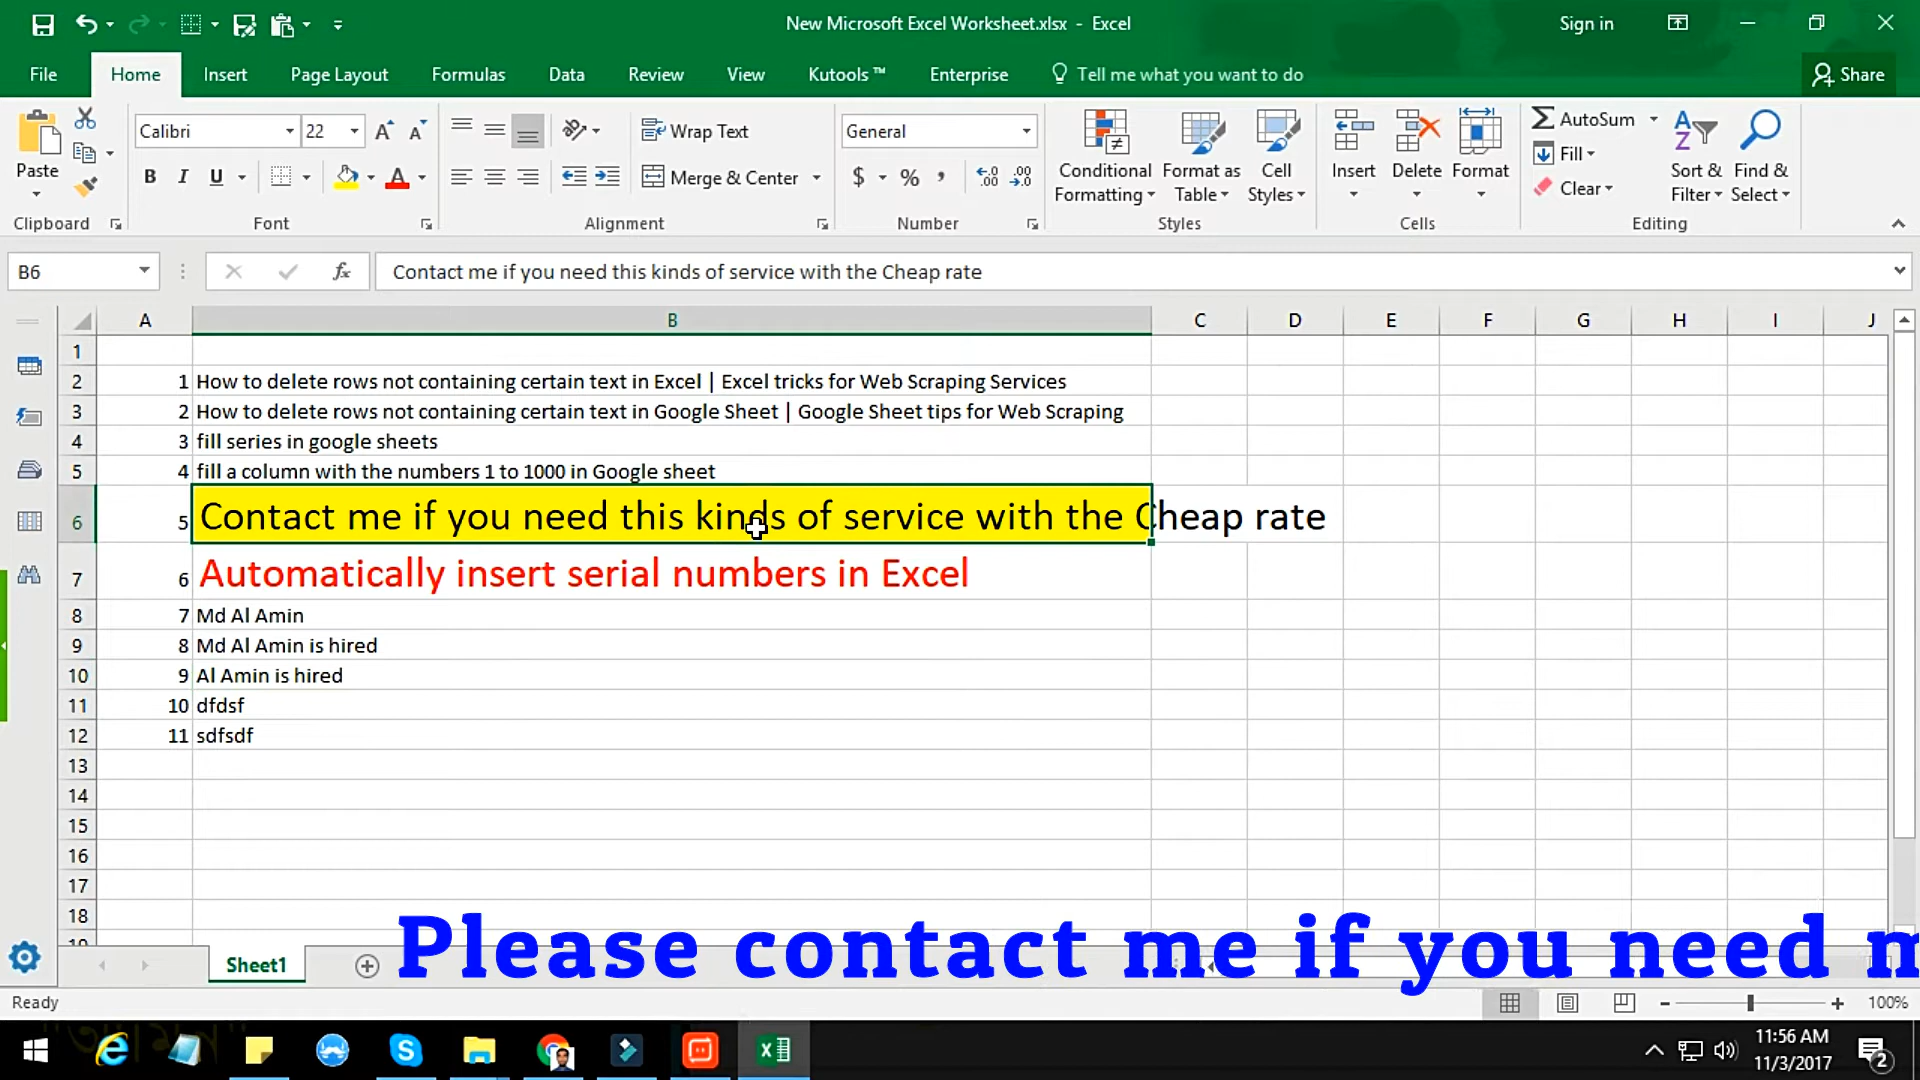 New Microsoft Excel Worksheet.xlsx - Excel
Sign in
File Home Insert Page Layout Formulas Data Review View Kutools ™ Enterprise Tell me what you want to do Share
Paste
Clipboard
Calibri 22
B I U A
Font
Wrap Text
Merge & Center
Alignment
General
$ % , .00
Number
Conditional Formatting
Format as Table
Cell Styles
Styles
Insert Delete Format
Cells
AutoSum
Fill
Clear
Sort & Filter
Find & Select
Editing
B6 fx Contact me if you need this kinds of service with the Cheap rate
A B C D E F G H I J
1
2 1 How to delete rows not containing certain text in Excel | Excel tricks for Web Scraping Services
3 2 How to delete rows not containing certain text in Google Sheet | Google Sheet tips for Web Scraping
4 3 fill series in google sheets
5 4 fill a column with the numbers 1 to 1000 in Google sheet
6 5 Contact me if you need this kinds of service with the Cheap rate
7 6 Automatically insert serial numbers in Excel
8 7 Md Al Amin
9 8 Md Al Amin is hired
10 9 Al Amin is hired
11 10 dfdsf
12 11 sdfsdf
13
14
15
16
17
18
19
Please contact me if you need m
Sheet1
Ready
100%
11:56 AM
11/3/2017
2